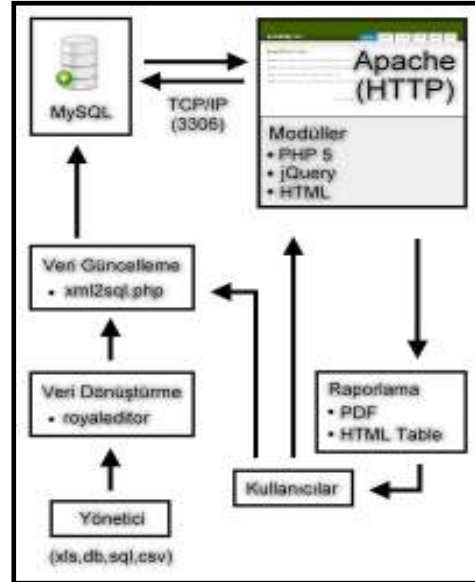 MySQL
TCP/IP
(3306)
Apache
(HTTP)
Modüller
• PHP 5
• jQuery
• HTML
Veri Güncelleme
• xml2sql.php
Veri Dönüştürme
• royaleditor
Raporlama
• PDF
• HTML Table
Kullanıcılar
Yönetici
(xls,db,sql,csv)